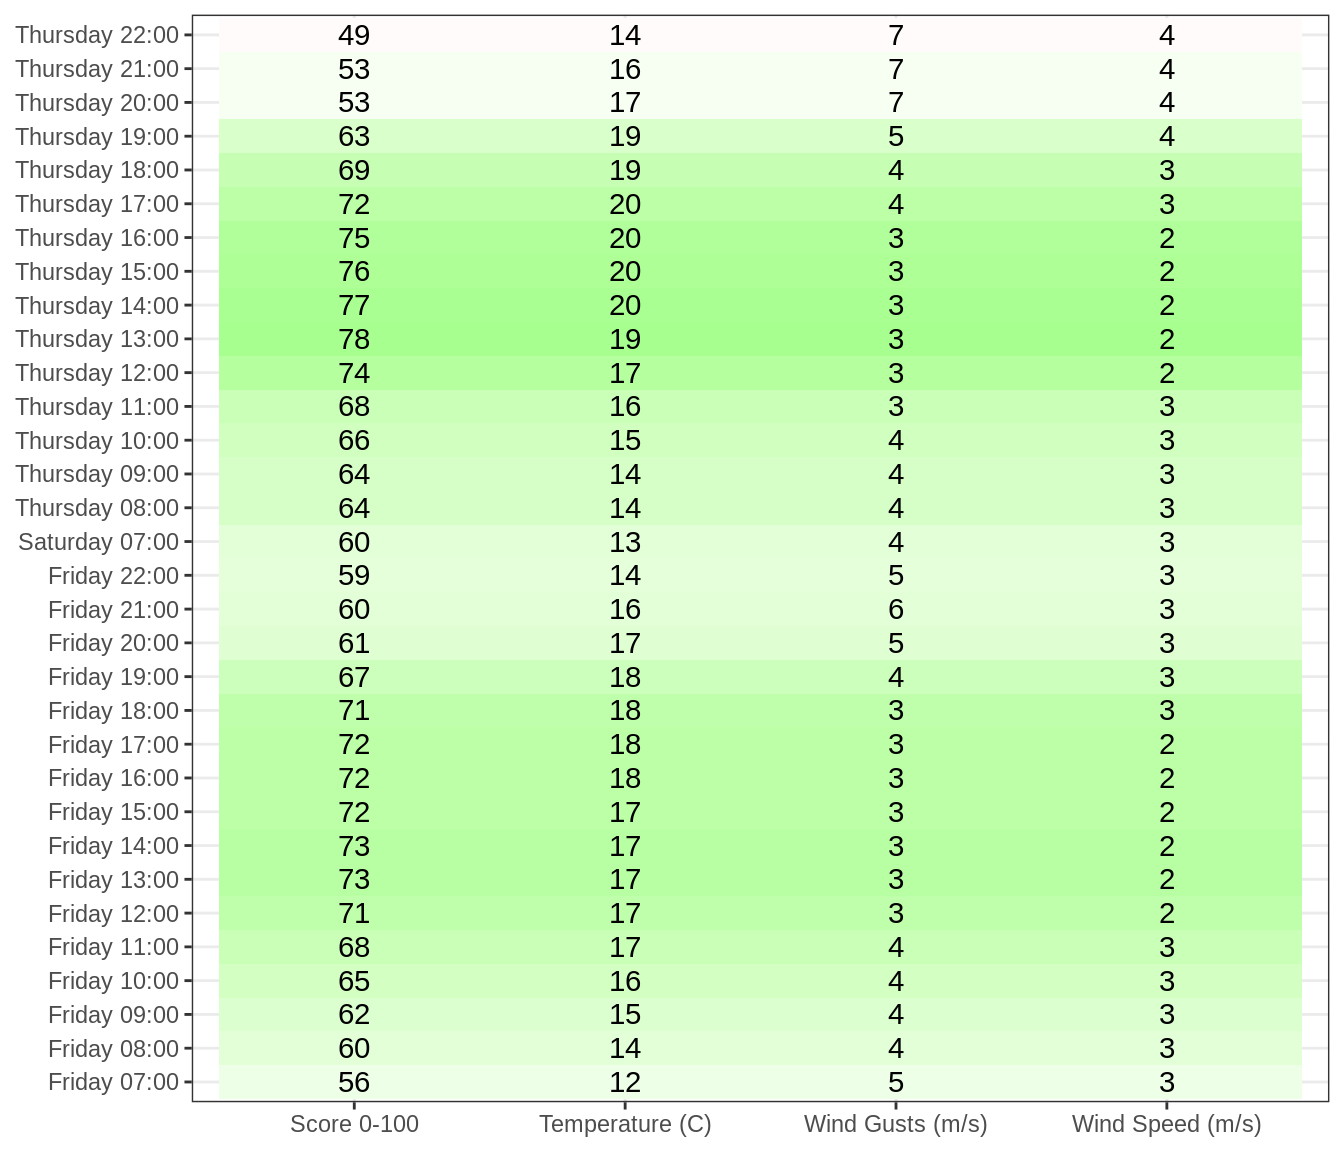 Thursday 22:00 49 14 7 4
Thursday 21:00 53 16 7 4
Thursday 20:00 53 17 7 4
Thursday 19:00 63 19 5 4
Thursday 18:00 69 19 4 3
Thursday 17:00 72 20 4 3
Thursday 16:00 75 20 3 2
Thursday 15:00 76 20 3 2
Thursday 14:00 77 20 3 2
Thursday 13:00 78 19 3 2
Thursday 12:00 74 17 3 2
Thursday 11:00 68 16 3 3
Thursday 10:00 66 15 4 3
Thursday 09:00 64 14 4 3
Thursday 08:00 64 14 4 3
Saturday 07:00 60 13 4 3
Friday 22:00 59 14 5 3
Friday 21:00 60 16 6 3
Friday 20:00 61 17 5 3
Friday 19:00 67 18 4 3
Friday 18:00 71 18 3 3
Friday 17:00 72 18 3 2
Friday 16:00 72 18 3 2
Friday 15:00 72 17 3 2
Friday 14:00 73 17 3 2
Friday 13:00 73 17 3 2
Friday 12:00 71 17 3 2
Friday 11:00 68 17 4 3
Friday 10:00 65 16 4 3
Friday 09:00 62 15 4 3
Friday 08:00 60 14 4 3
Friday 07:00 56 12 5 3
Score 0-100 Temperature (C) Wind Gusts (m/s) Wind Speed (m/s)